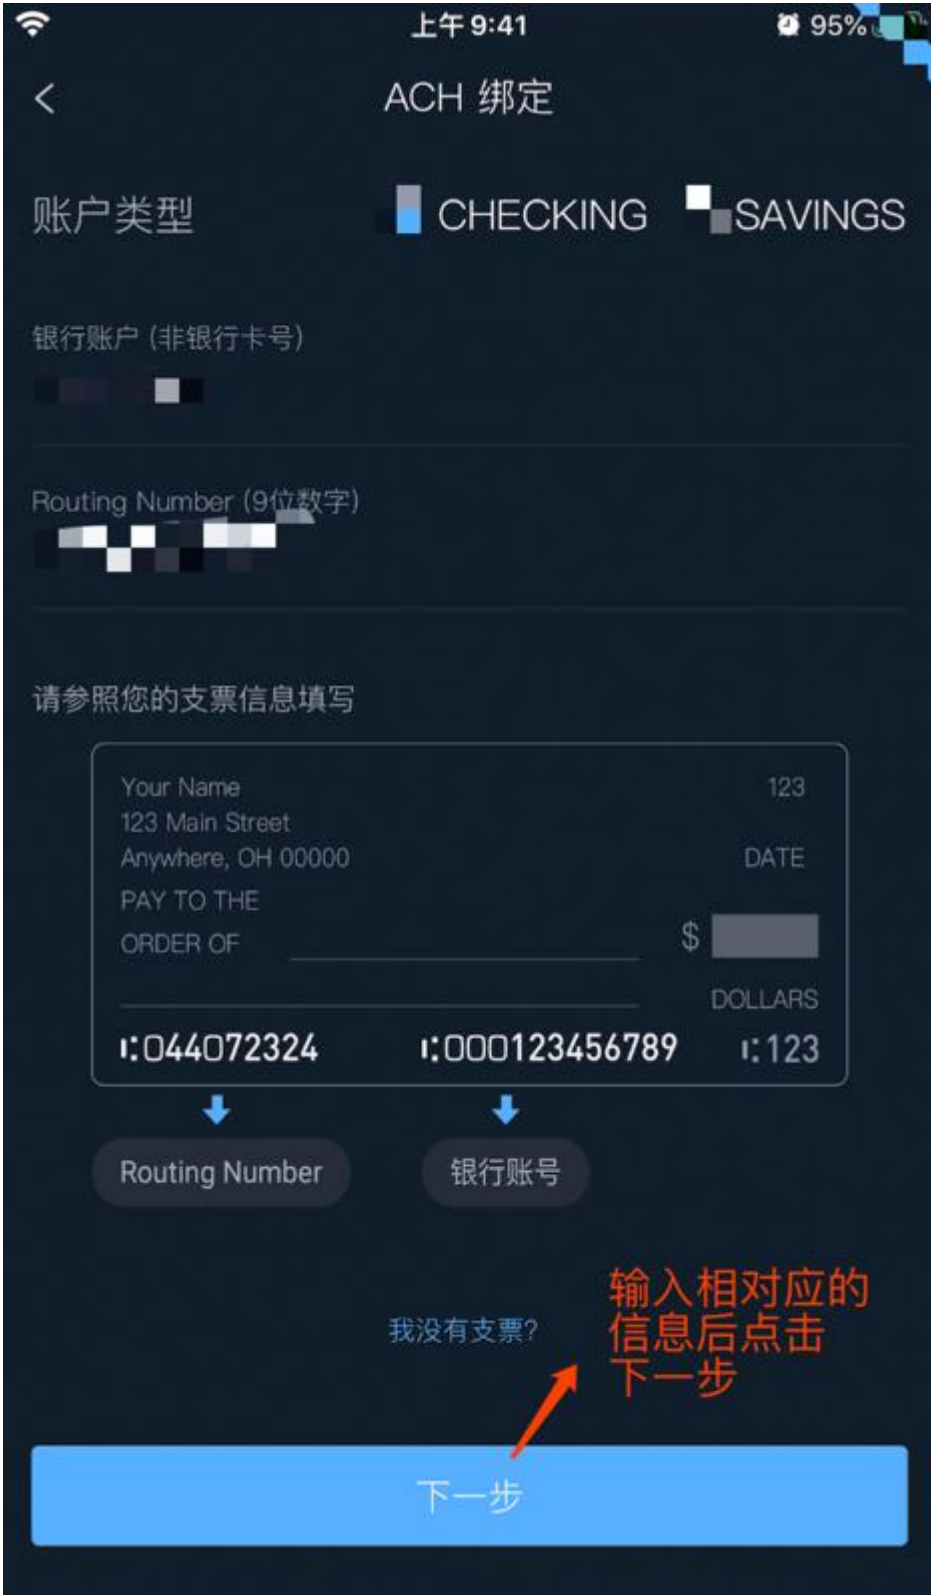 上午 9:41
95%
ACH 绑定
账户类型 CHECKING SAVINGS
银行账户 (非银行卡号)
Routing Number (9位数字)
请参照您的支票信息填写
Your Name 123
123 Main Street
Anywhere, OH 00000 DATE
PAY TO THE
ORDER OF $
DOLLARS
⑆044072324 ⑆000123456789 ⑆123
Routing Number 银行账号
输入相对应的
信息后点击
下一步
我没有支票?
下一步